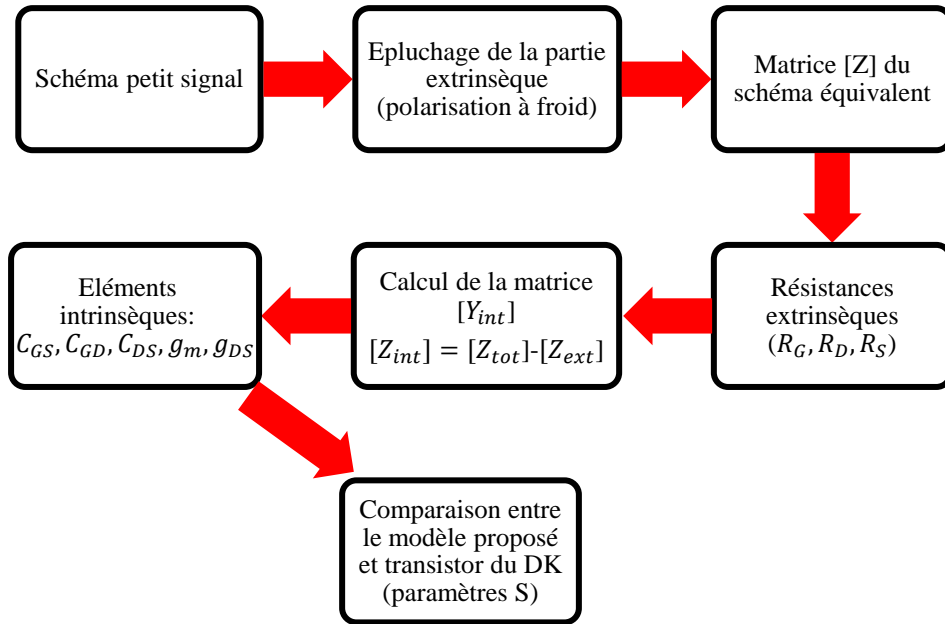 Schéma petit signal
Epluchage de la partie
extrinsèque
(polarisation à froid)
Matrice [Z] du
schéma équivalent
Résistances
extrinsèques
(R_G, R_D, R_S)
Calcul de la matrice
[Y_int]
[Z_int] = [Z_tot]-[Z_ext]
Eléments
intrinsèques:
C_GS, C_GD, C_DS, g_m, g_DS
Comparaison entre
le modèle proposé
et transistor du DK
(paramètres S)